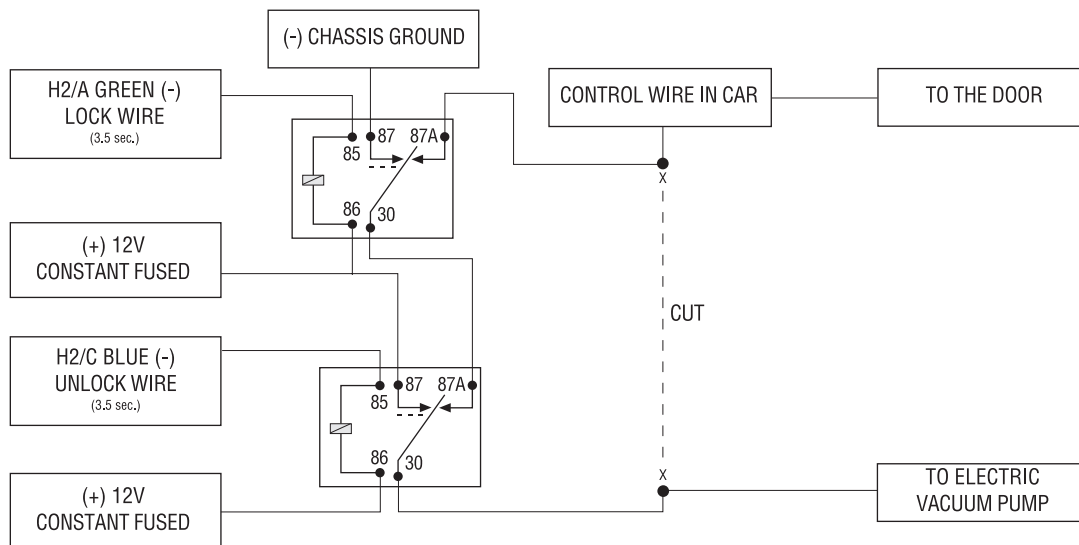 (-) CHASSIS GROUND
H2/A GREEN (-)
LOCK WIRE
(3.5 sec.)
CONTROL WIRE IN CAR
TO THE DOOR
87
87A
85
86
30
X
(+) 12V
CONSTANT FUSED
CUT
H2/C BLUE (-)
UNLOCK WIRE
(3.5 sec.)
87
87A
85
86
30
X
(+) 12V
CONSTANT FUSED
TO ELECTRIC
VACUUM PUMP